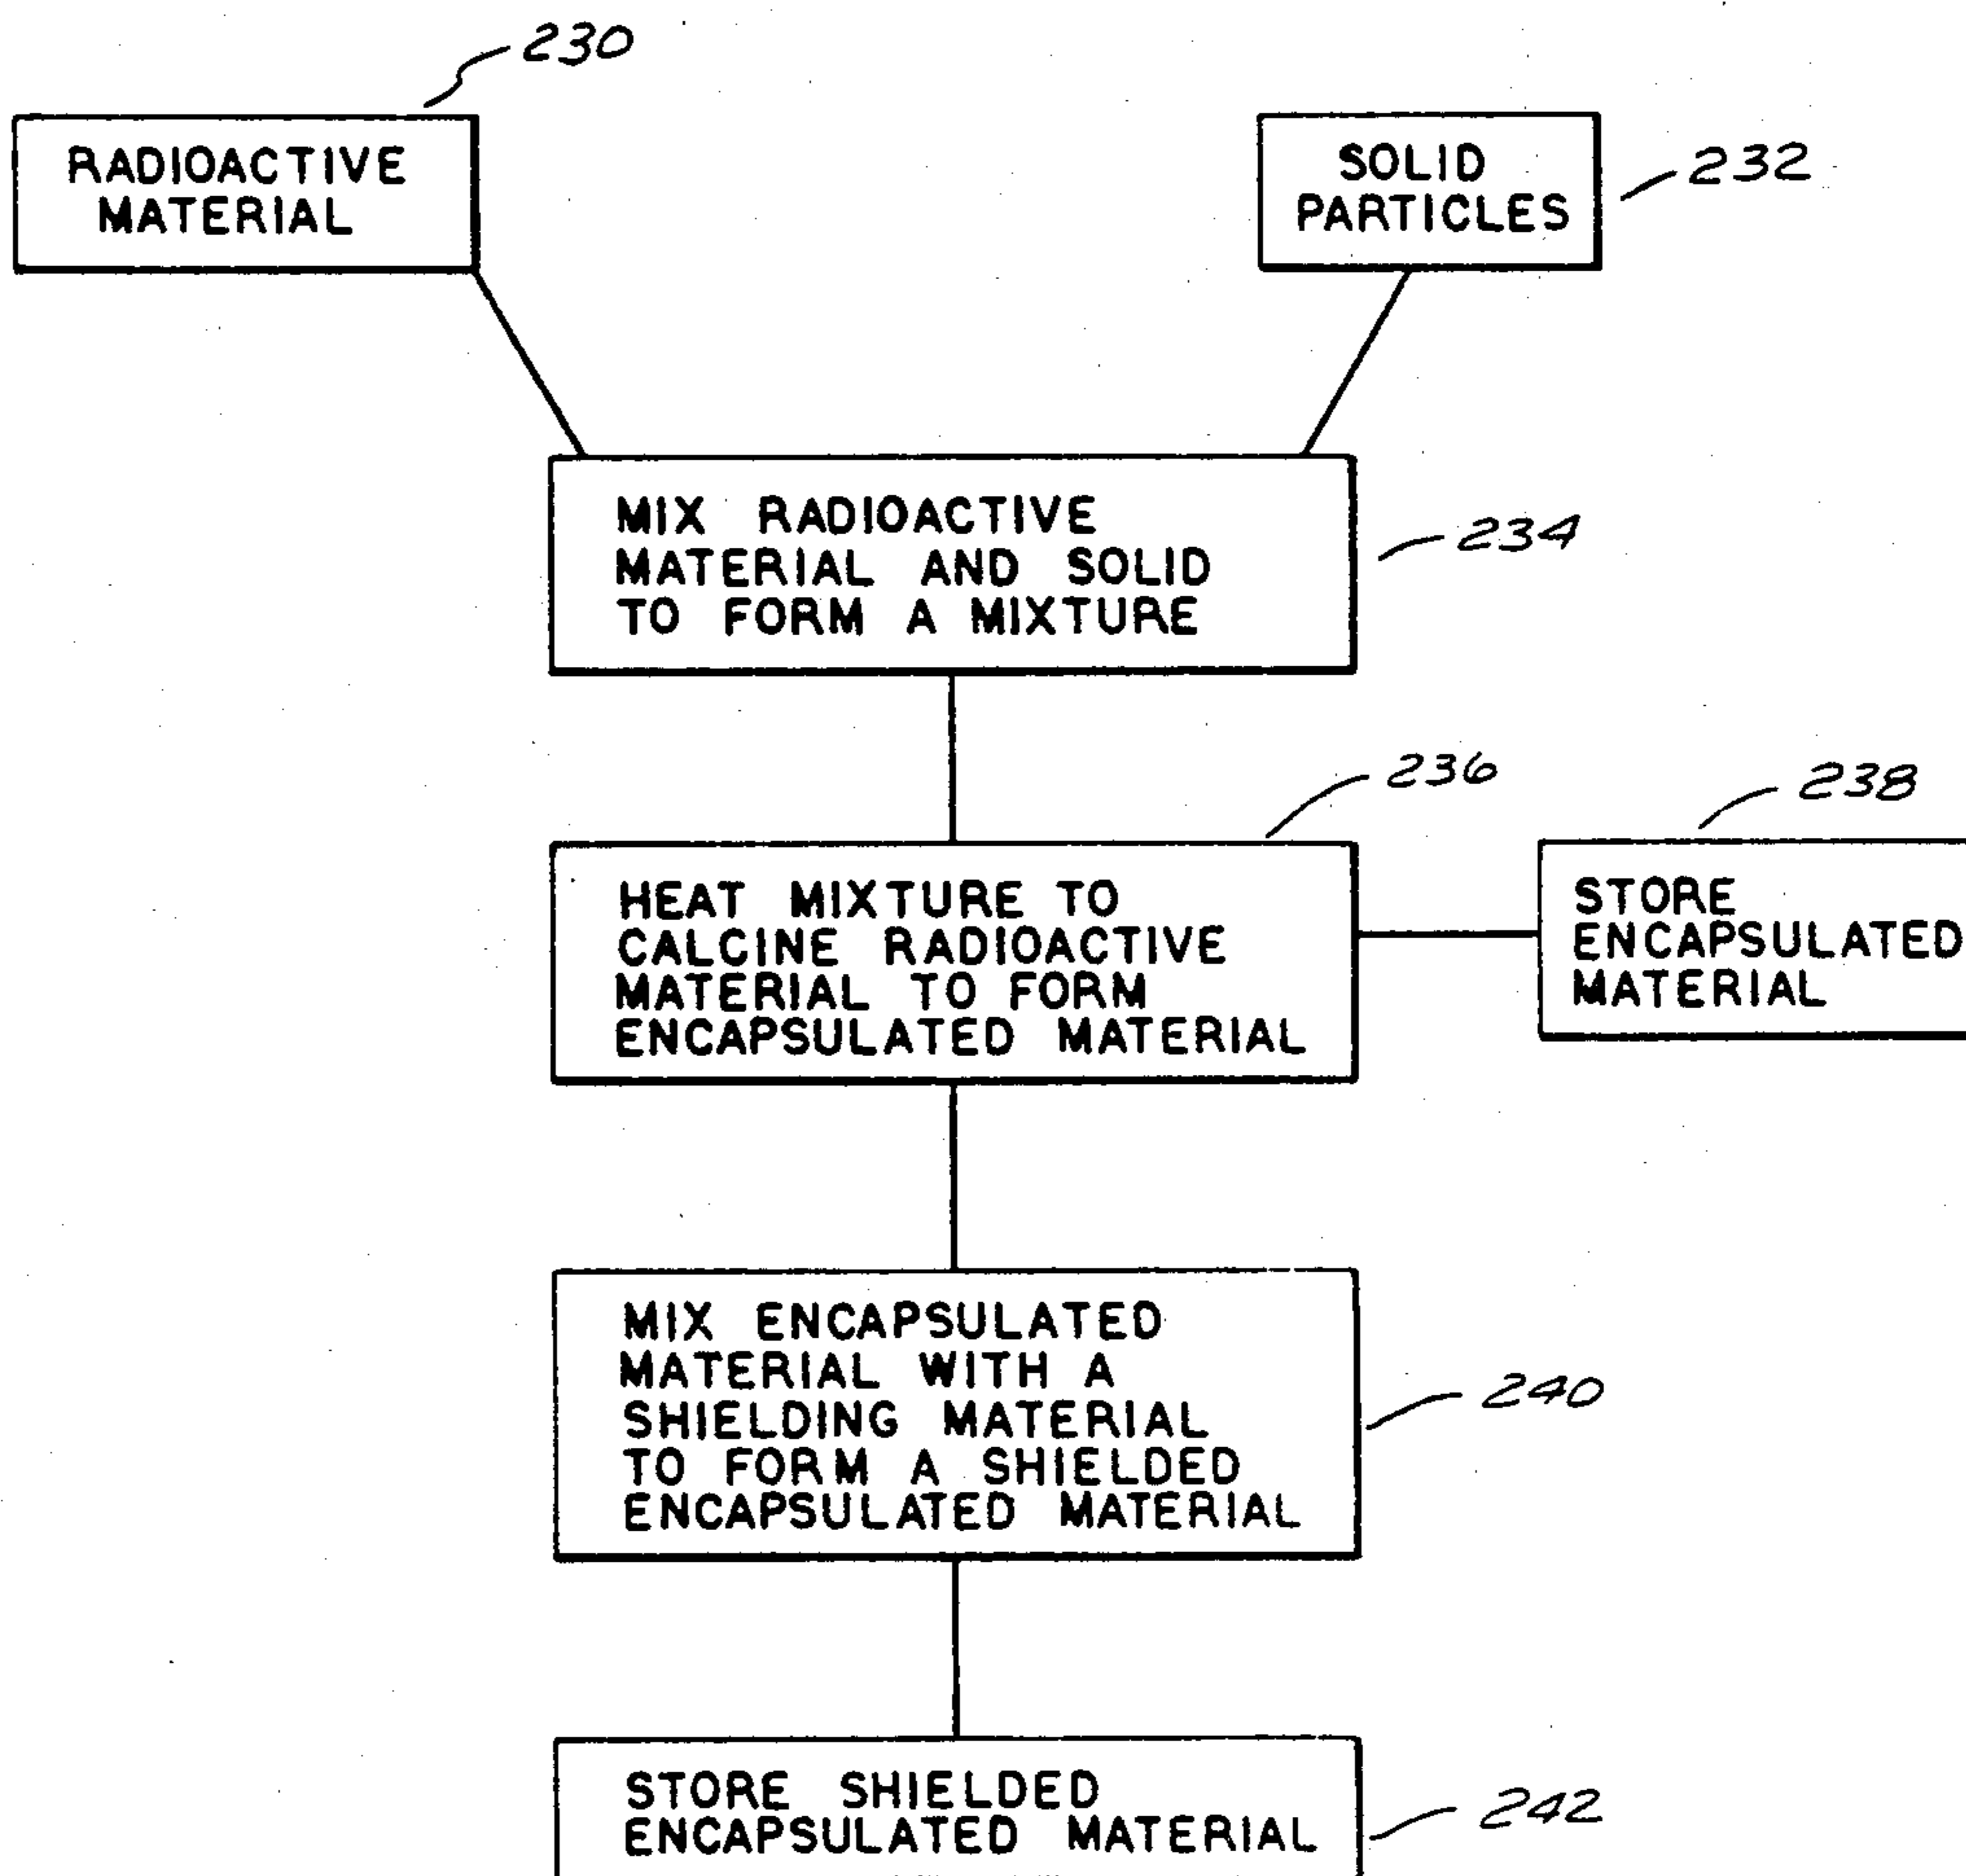 230
RADIOACTIVE
MATERIAL
SOLID
PARTICLES
232
MIX RADIOACTIVE
MATERIAL AND SOLID
TO FORM A MIXTURE
234
236
238
HEAT MIXTURE TO
CALCINE RADIOACTIVE
MATERIAL TO FORM
ENCAPSULATED MATERIAL
STORE
ENCAPSULATED
MATERIAL
MIX ENCAPSULATED
MATERIAL WITH A
SHIELDING MATERIAL
TO FORM A SHIELDED
ENCAPSULATED MATERIAL
240
STORE SHIELDED
ENCAPSULATED MATERIAL
242